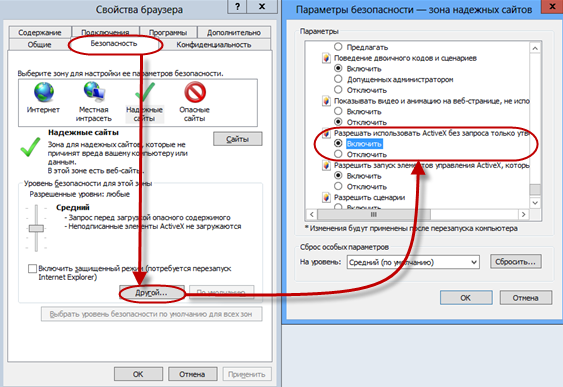 Свойства браузера
Содержание Подключения Программы Дополнительно
Общие Безопасность Конфиденциальность
Выберите зону для настройки ее параметров безопасности.
Интернет Местная интрасеть Надежные сайты Опасные сайты
Надежные сайты
Сайты
Зона для надежных сайтов, которые не
причинят вреда вашему компьютеру или
данным.
В этой зоне есть веб-сайты.
Уровень безопасности для этой зоны
Разрешенные уровни: любые
Средний
- Запрос перед загрузкой опасного содержимого
- Неподписанные элементы ActiveX не загружаются
Включить защищенный режим (потребуется перезапуск
Internet Explorer)
Другой... По умолчанию
Выбрать уровень безопасности по умолчанию для всех зон
ОК Отмена Применить
Параметры безопасности — зона надежных сайтов
Параметры
Предлагать
Поведение двоичного кодов и сценариев
Включить
Допущенных администратором
Отключить
Показывать видео и анимацию на веб-странице, не испо
Включить
Отключить
Разрешать использовать ActiveX без запроса только утв
Включить
Отключить
Разрешить запуск элементов управления ActiveX, которы
Включить
Отключить
Разрешить сценарии
Включить
* Изменения будут применены после перезапуска компьютера
Сброс особых параметров
На уровень: Средний (по умолчанию) Сбросить...
ОК Отмена